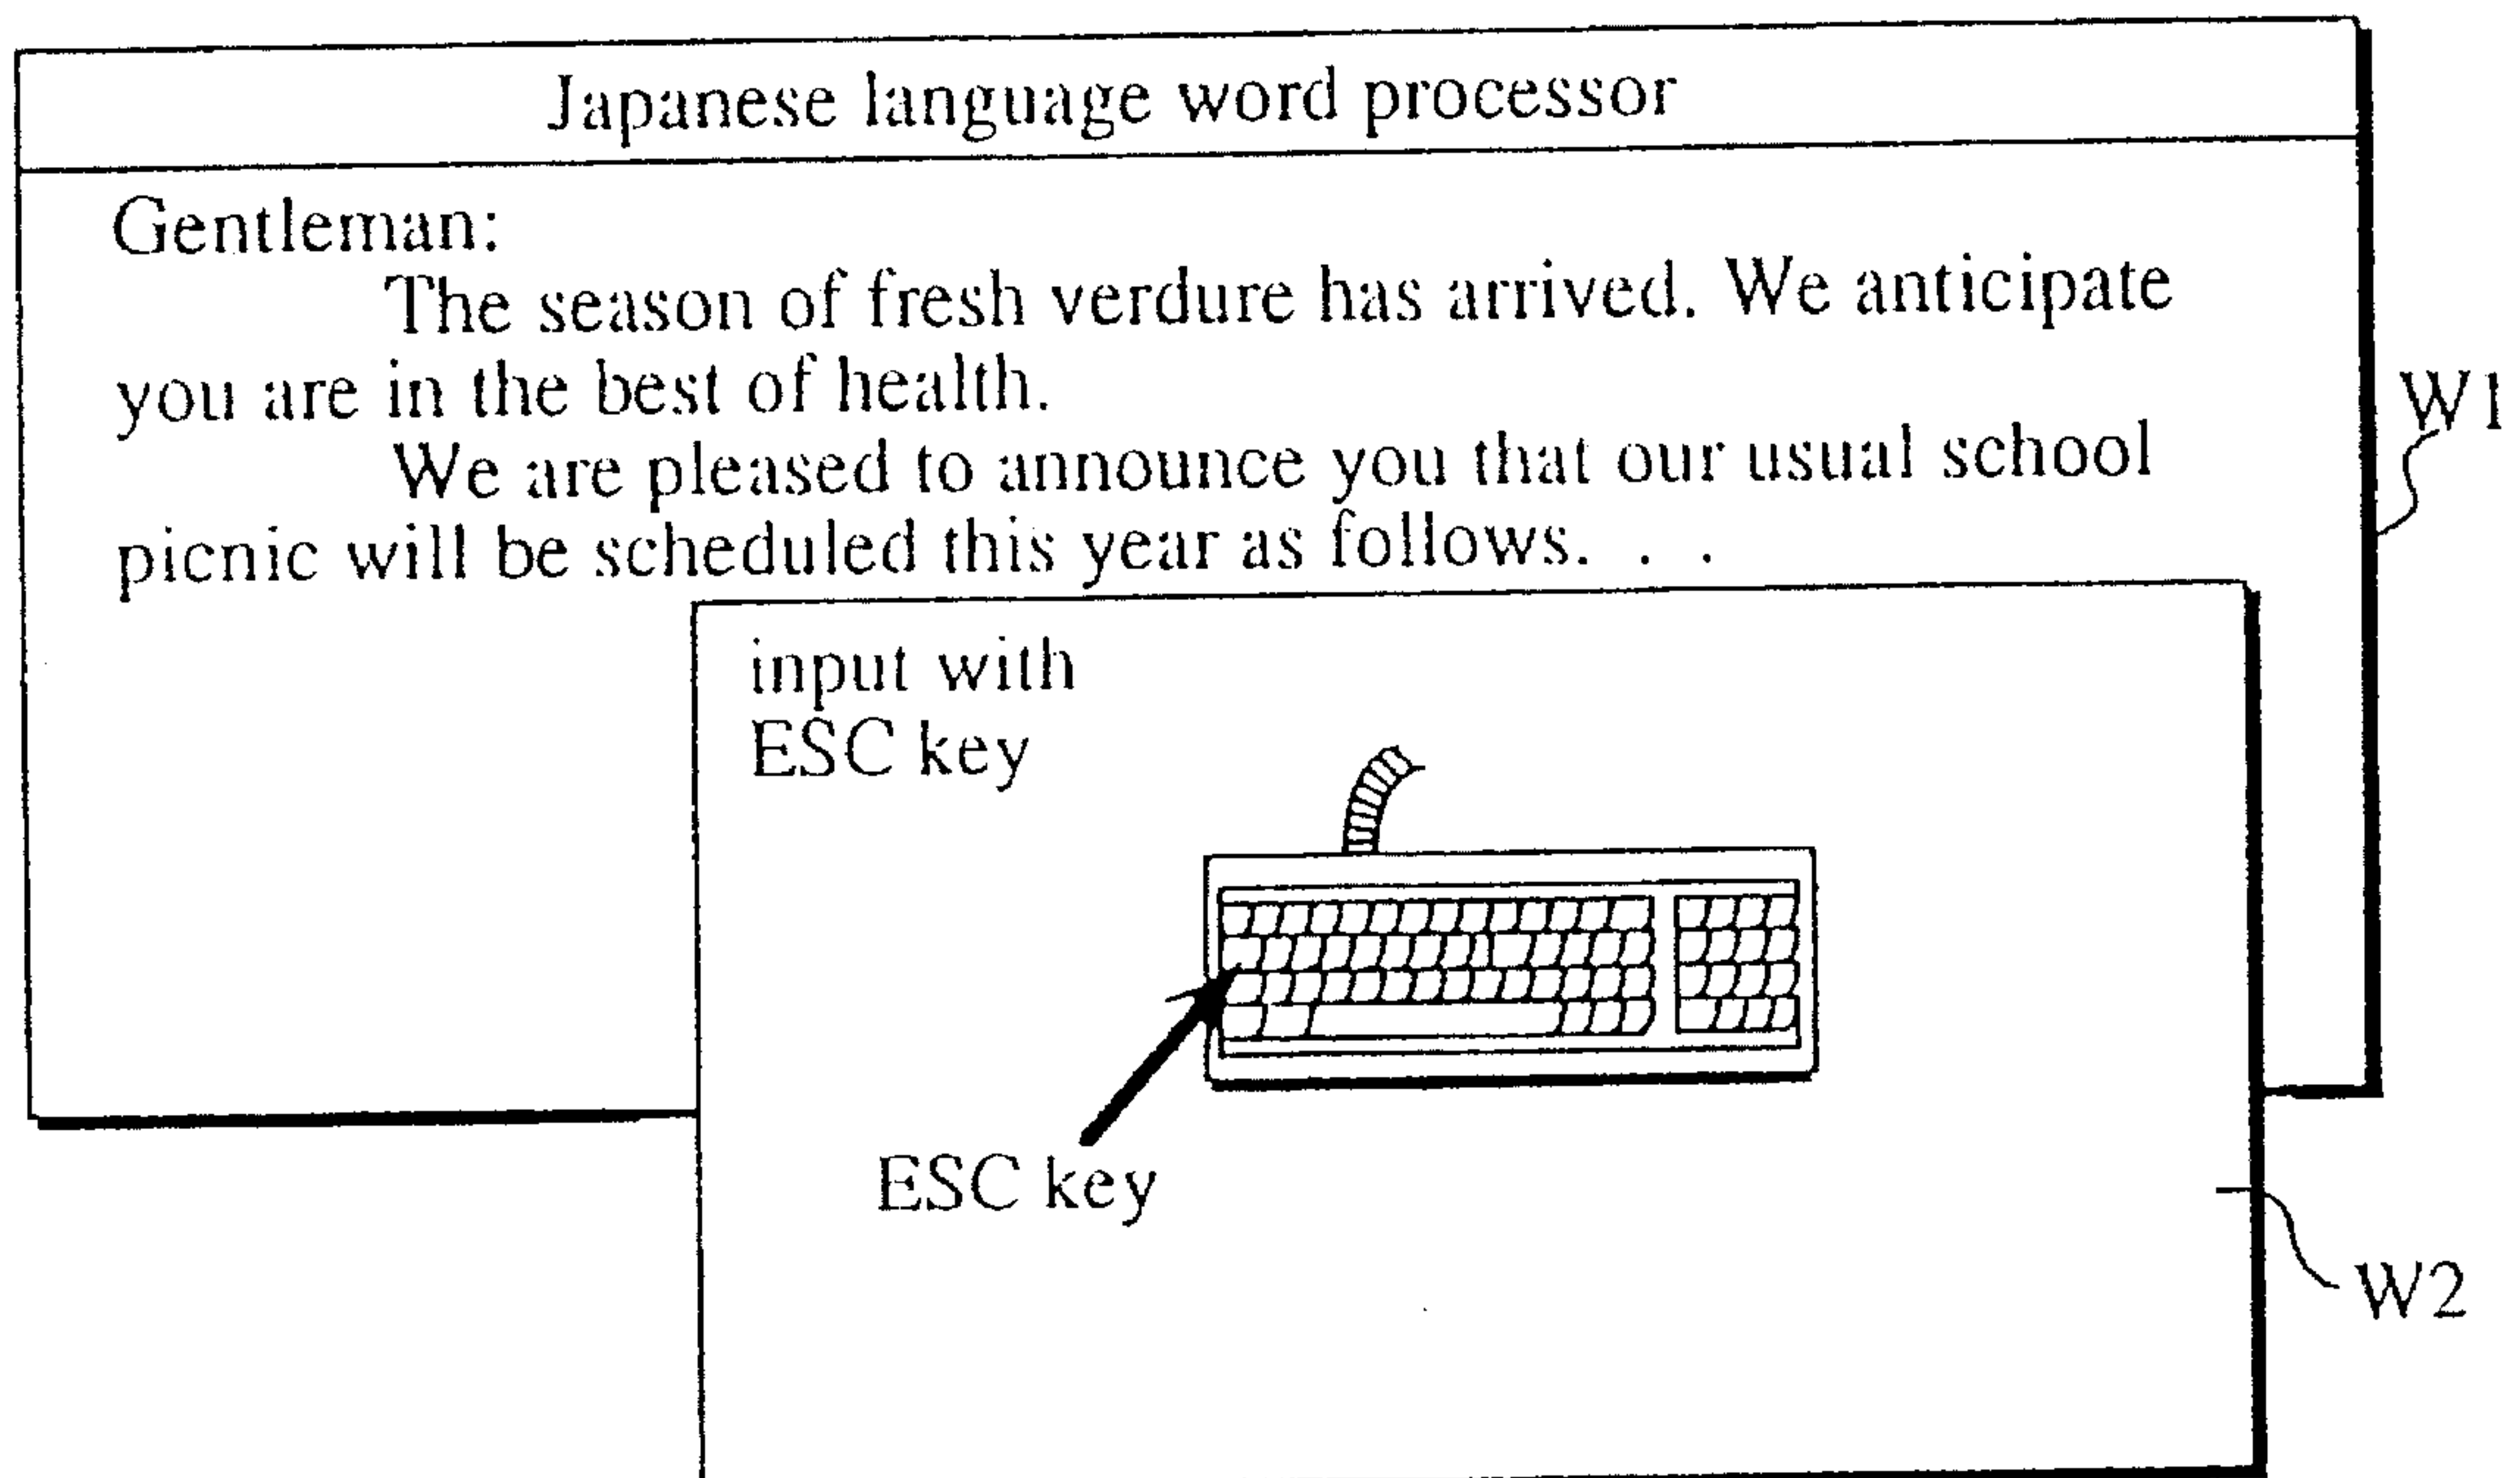 Japanese language word processor
Gentleman:
The season of fresh verdure has arrived. We anticipate
you are in the best of health.
We are pleased to announce you that our usual school
picnic will be scheduled this year as follows. . .
W1
input with
ESC key
ESC key
W2